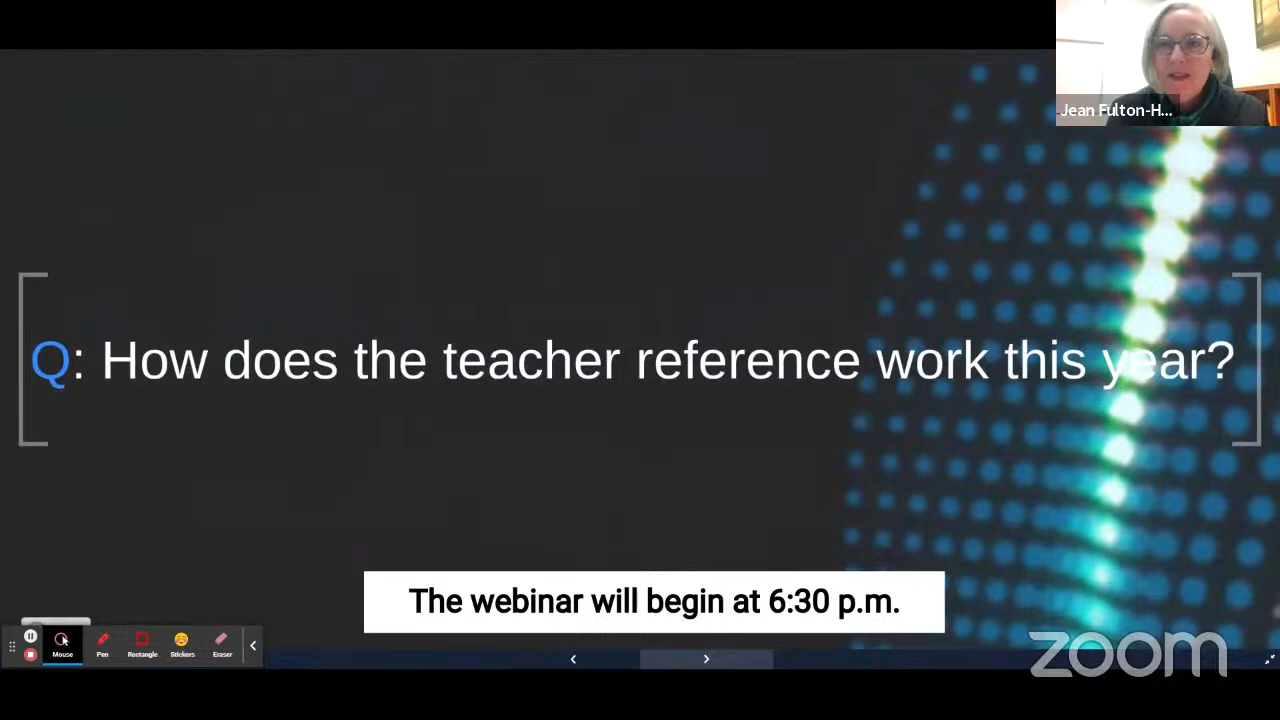 Jean Fulton-H...
Q: How does the teacher reference work this year?
The webinar will begin at 6:30 p.m.
Mouse
Pen
Rectangle
Stickers
Eraser
zoom